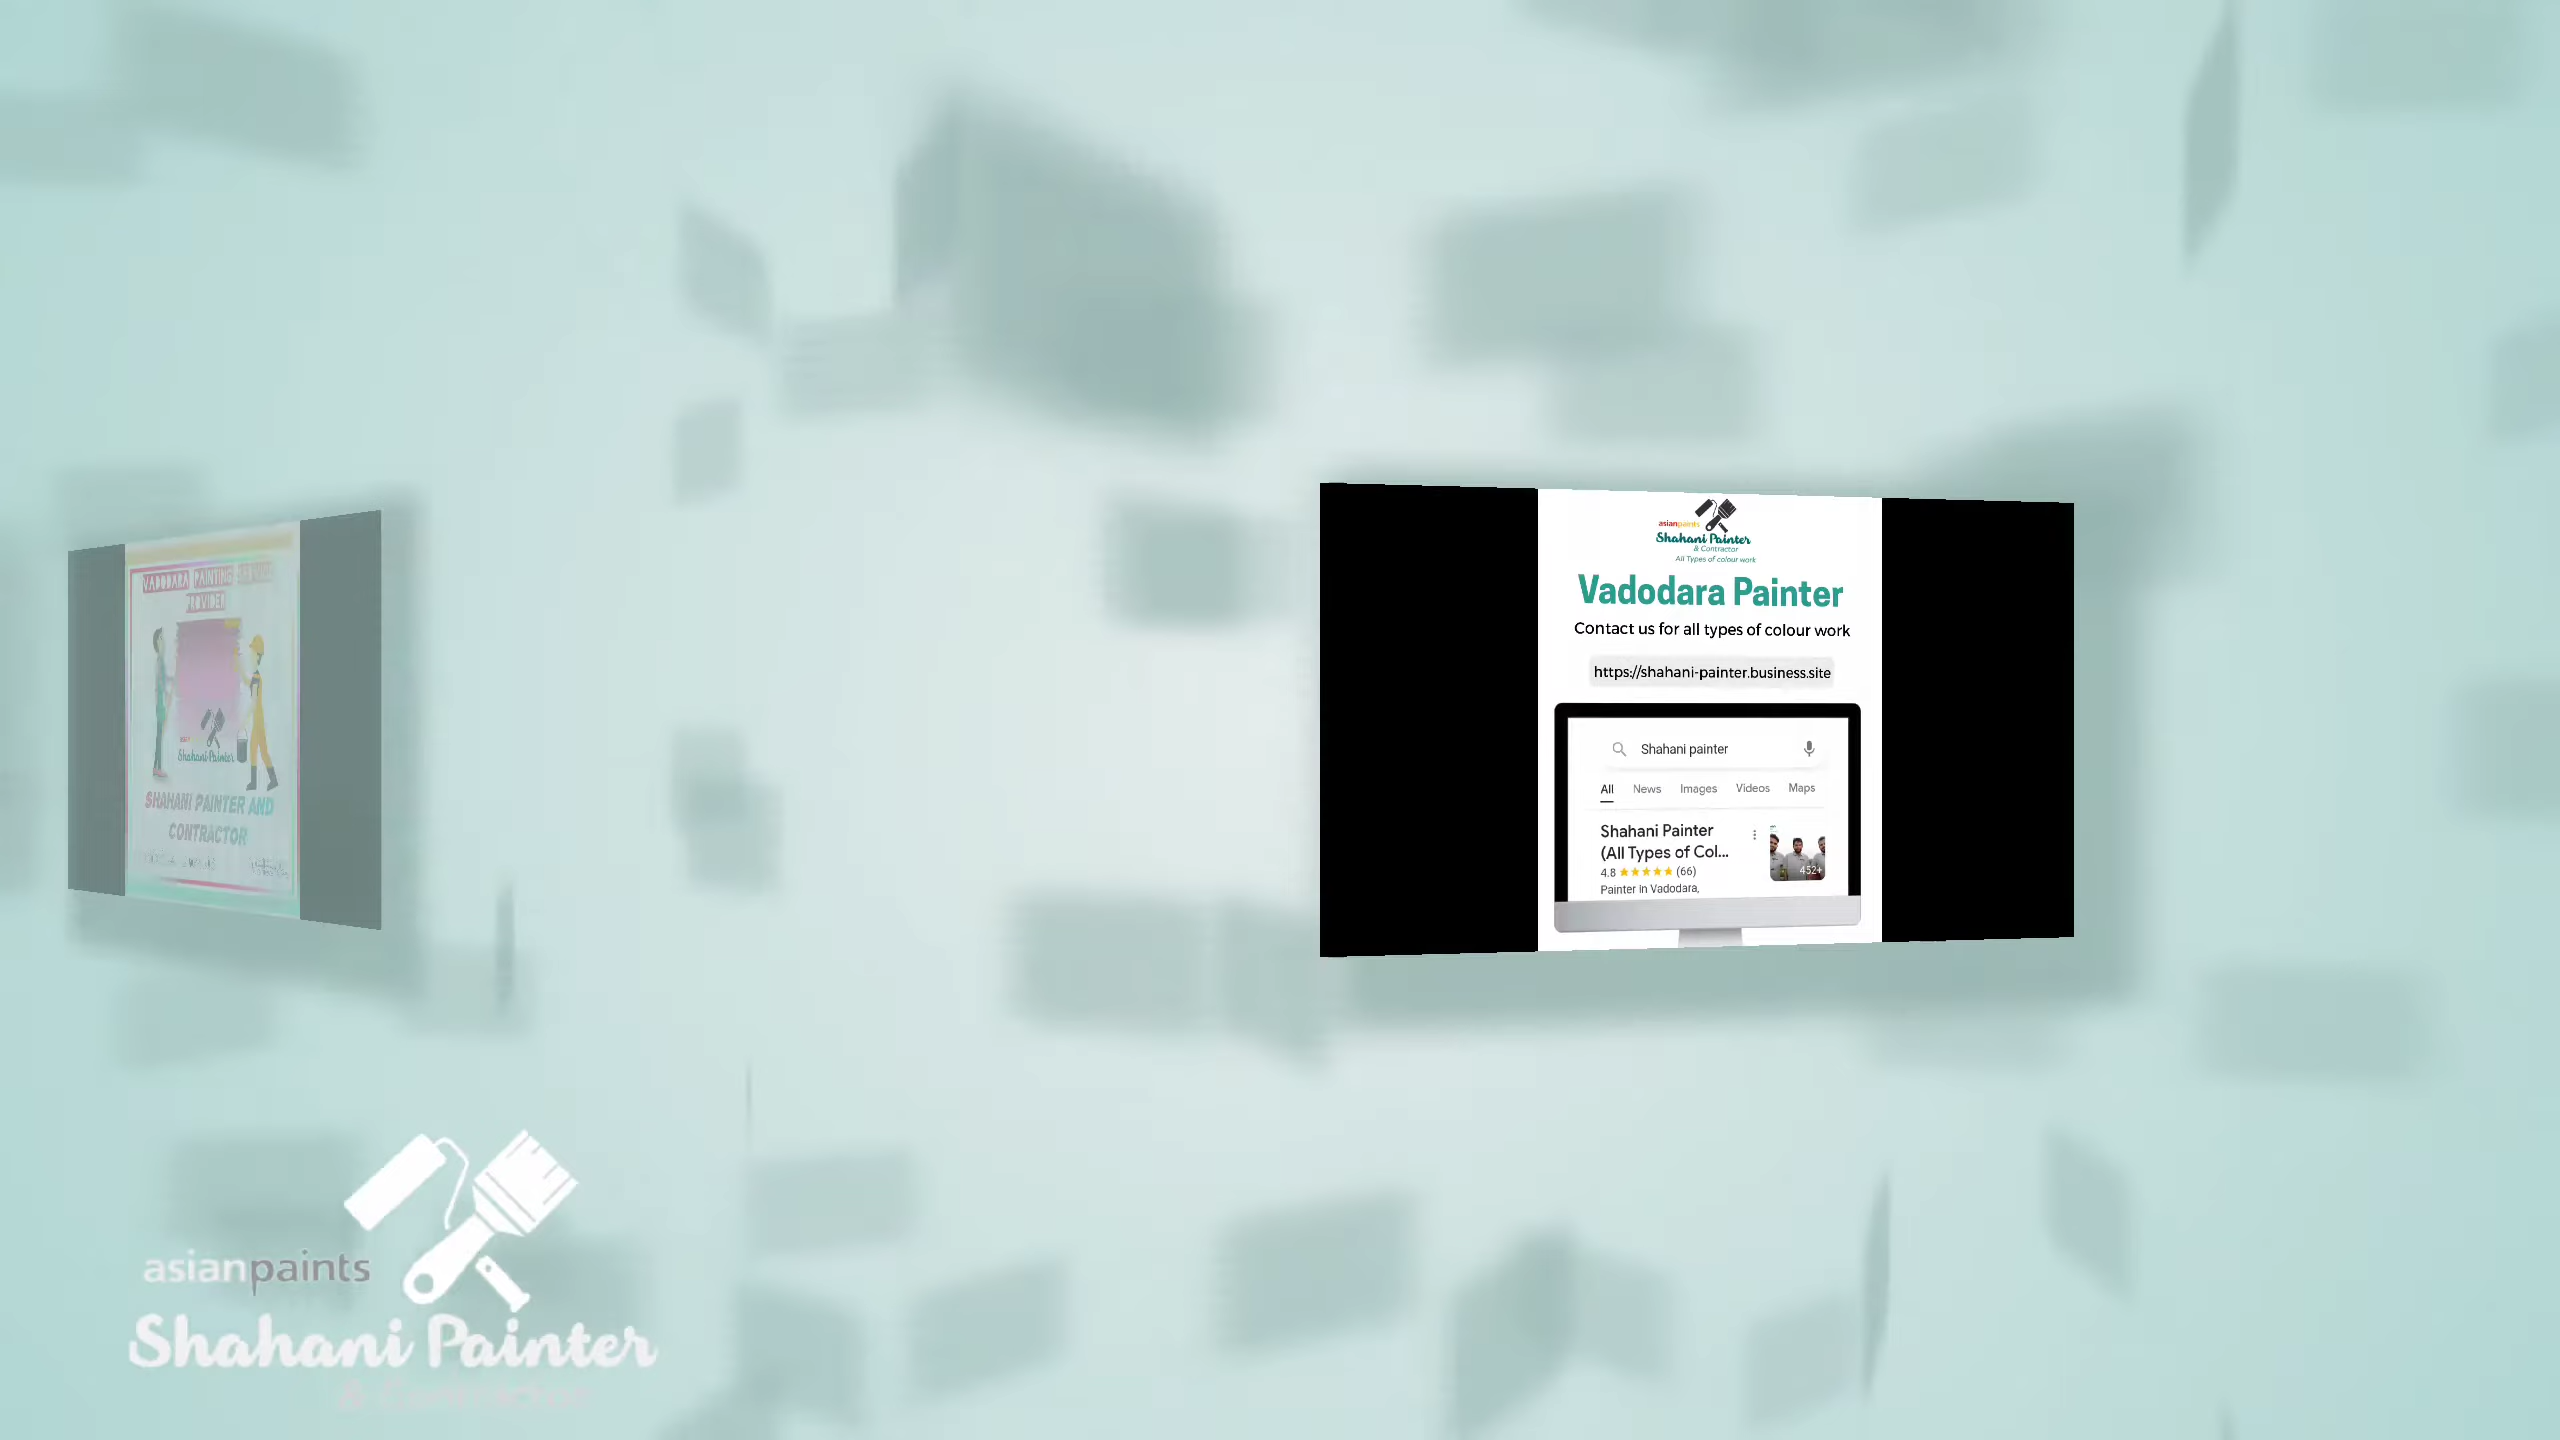 VADODARA PAINTING
PROVIDER
Shahani Painter
SHAHANI PAINTER AND
CONTRACTOR
asianpaints
Shahani Painter
& Contractor
All Types of colour work
Vadodara Painter
Contact us for all types of colour work
https://shahani-painter.business.site
Shahani painter
All News Images Videos Maps
Shahani Painter
(All Types of Col...
4.8 (66)
452+
Painter in Vadodara,
asianpaints
Shahani Painter
& Contractor